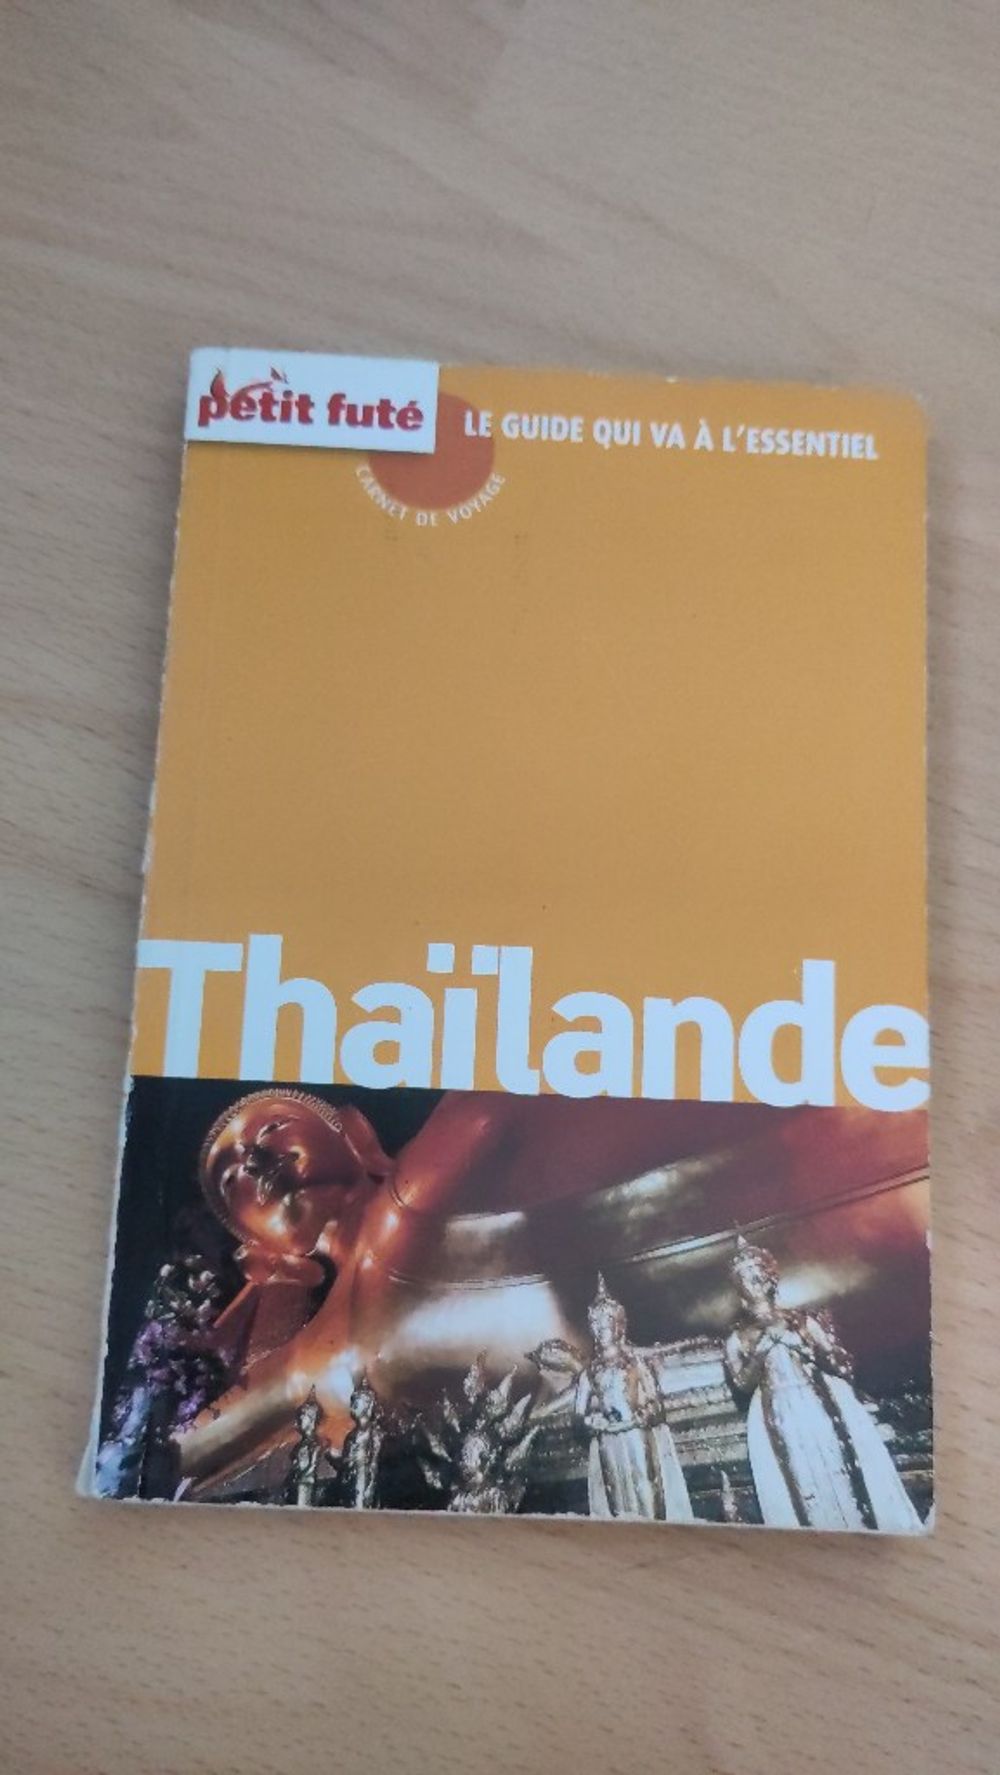 petit futé
LE GUIDE QUI VA À L'ESSENTIEL
CARNET DE VOYAGE
Thaïlande